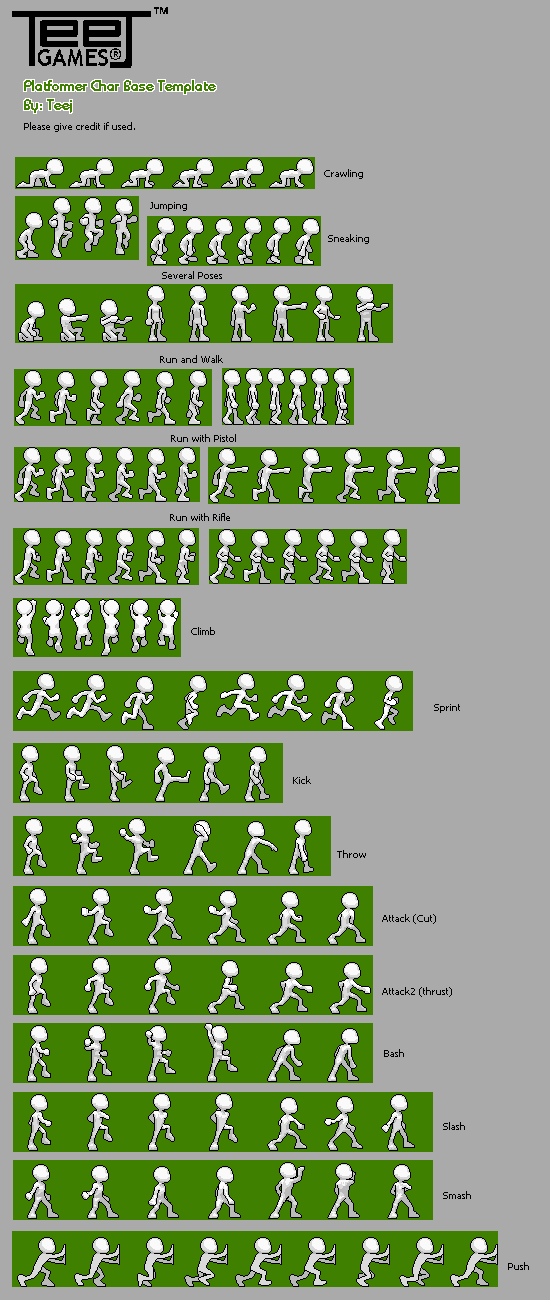 TeeJ TM
GAMES®
Platformer Char Base Template
By: Teej
Please give credit if used.
Crawling
Jumping
Sneaking
Several Poses
Run and Walk
Run with Pistol
Run with Rifle
Climb
Sprint
Kick
Throw
Attack (Cut)
Attack2 (thrust)
Bash
Slash
Smash
Push